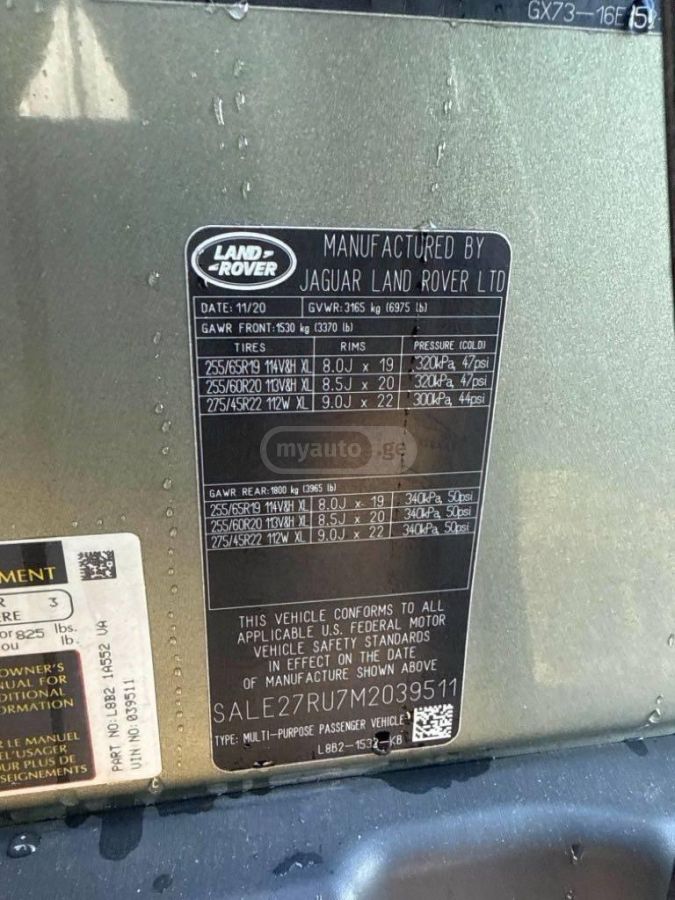 GX73-16E15
LAND-
-ROVER
MANUFACTURED BY
JAGUAR LAND ROVER LTD
DATE: 11/20 GVWR: 3165 kg (6975 lb)
GAWR FRONT: 1530 kg (3370 lb)
TIRES RIMS PRESSURE (COLD)
255/65R19 114V&H XL 8.0J x 19 320kPa, 47psi
255/60R20 113V&H XL 8.5J x 20 320kPa, 47psi
275/45R22 112W XL 9.0J x 22 300kPa, 44psi
myauto.ge
GAWR REAR: 1800 kg (3965 lb)
255/65R19 114V&H XL 8.0J x 19 340kPa, 50psi
255/60R20 113V&H XL 8.5J x 20 340kPa, 50psi
275/45R22 112W XL 9.0J x 22 340kPa, 50psi
THIS VEHICLE CONFORMS TO ALL
APPLICABLE U.S. FEDERAL MOTOR
VEHICLE SAFETY STANDARDS
IN EFFECT ON THE DATE
OF MANUFACTURE SHOWN ABOVE
SALE27RU7M2039511
TYPE: MULTI-PURPOSE PASSENGER VEHICLE
L8B2-1532-KB
MENT
R 3
ERE
or 825 lbs.
ou lb.
OWNER'S
NUAL FOR
DITIONAL
ORMATION
R LE MANUEL
L'USAGER
UR PLUS DE
SEIGNEMENTS
PART NO: L8B2 1A552 VA
VIN NO: 039511